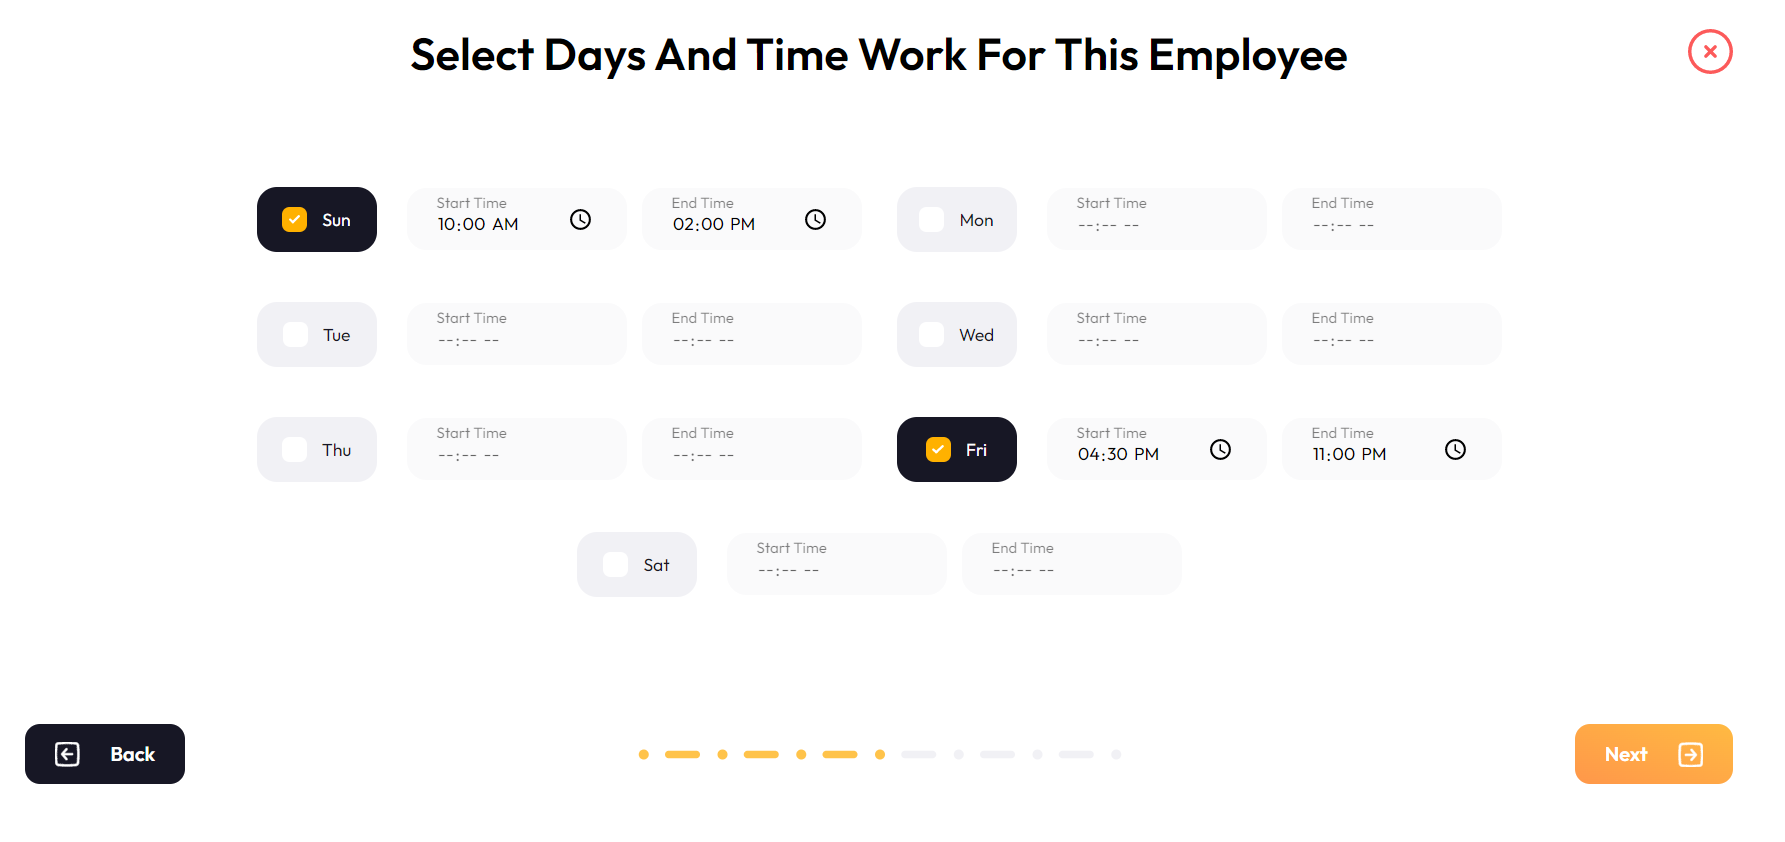 Select Days And Time Work For This Employee
Sun
Start Time
10:00 AM
End Time
02:00 PM
Mon
Start Time
--:-- --
End Time
--:-- --
Tue
Start Time
--:-- --
End Time
--:-- --
Wed
Start Time
--:-- --
End Time
--:-- --
Thu
Start Time
--:-- --
End Time
--:-- --
Fri
Start Time
04:30 PM
End Time
11:00 PM
Sat
Start Time
--:-- --
End Time
--:-- --
Back
Next